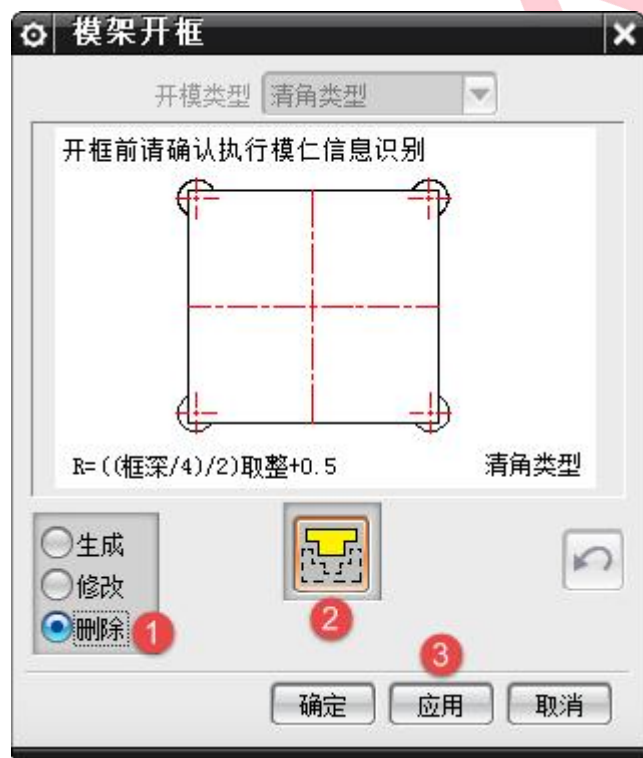 模架开框
开模类型 清角类型
开框前请确认执行模仁信息识别
R=((框深/4)/2)取整+0.5 清角类型
生成
修改
删除 1
2
3
确定 应用 取消